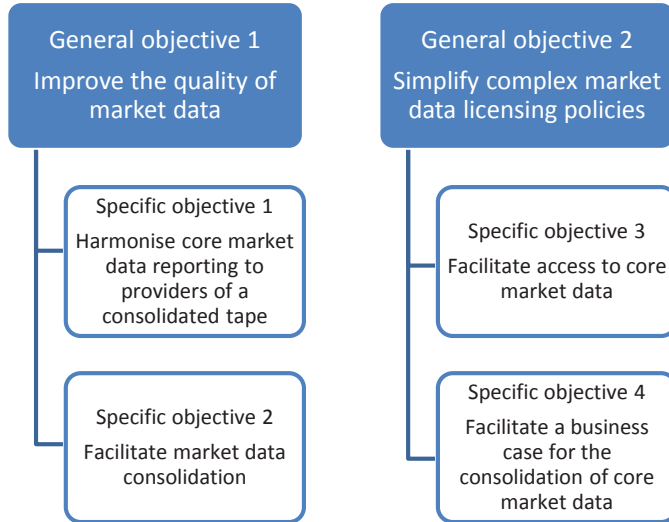 General objective 1
Improve the quality of
market data
Specific objective 1
Harmonise core market
data reporting to
providers of a
consolidated tape
Specific objective 2
Facilitate market data
consolidation
General objective 2
Simplify complex market
data licensing policies
Specific objective 3
Facilitate access to core
market data
Specific objective 4
Facilitate a business
case for the
consolidation of core
market data